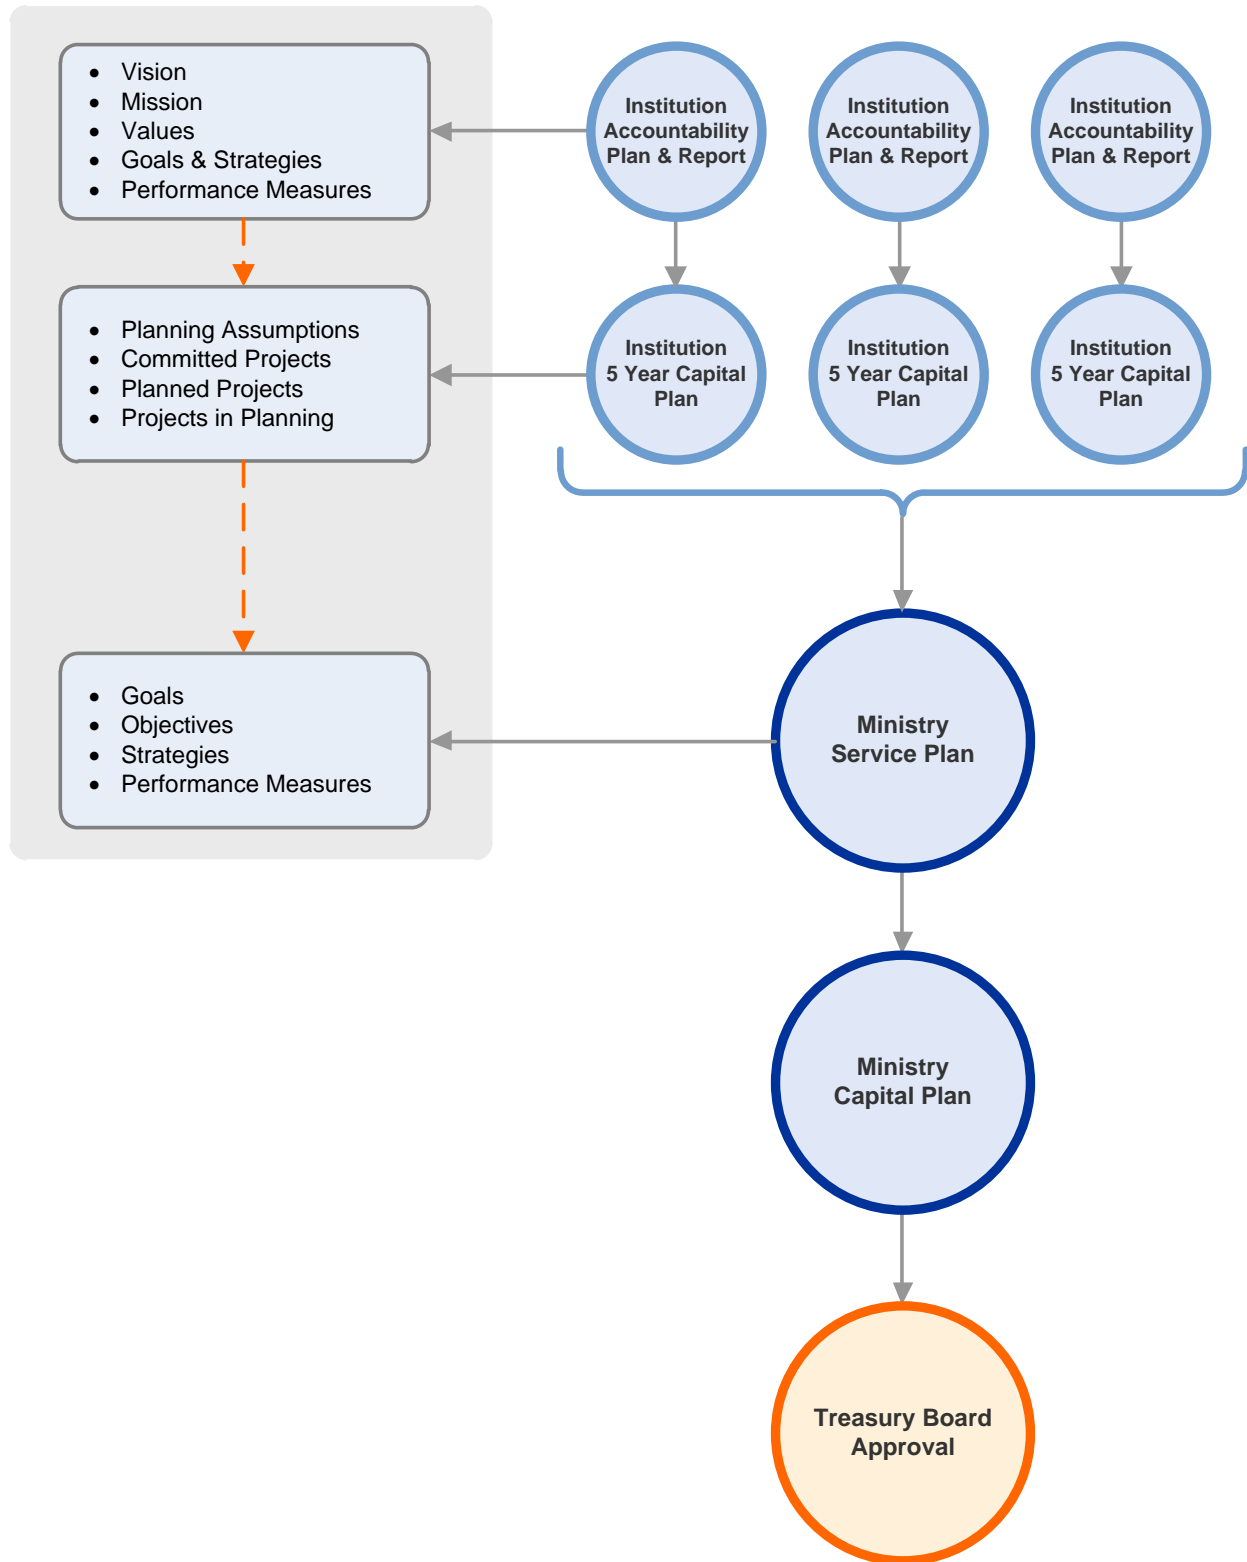 • Vision
• Mission
• Values
• Goals & Strategies
• Performance Measures
Institution
Accountability
Plan & Report
Institution
Accountability
Plan & Report
Institution
Accountability
Plan & Report
• Planning Assumptions
• Committed Projects
• Planned Projects
• Projects in Planning
Institution
5 Year Capital
Plan
Institution
5 Year Capital
Plan
Institution
5 Year Capital
Plan
• Goals
• Objectives
• Strategies
• Performance Measures
Ministry
Service Plan
Ministry
Capital Plan
Treasury Board
Approval